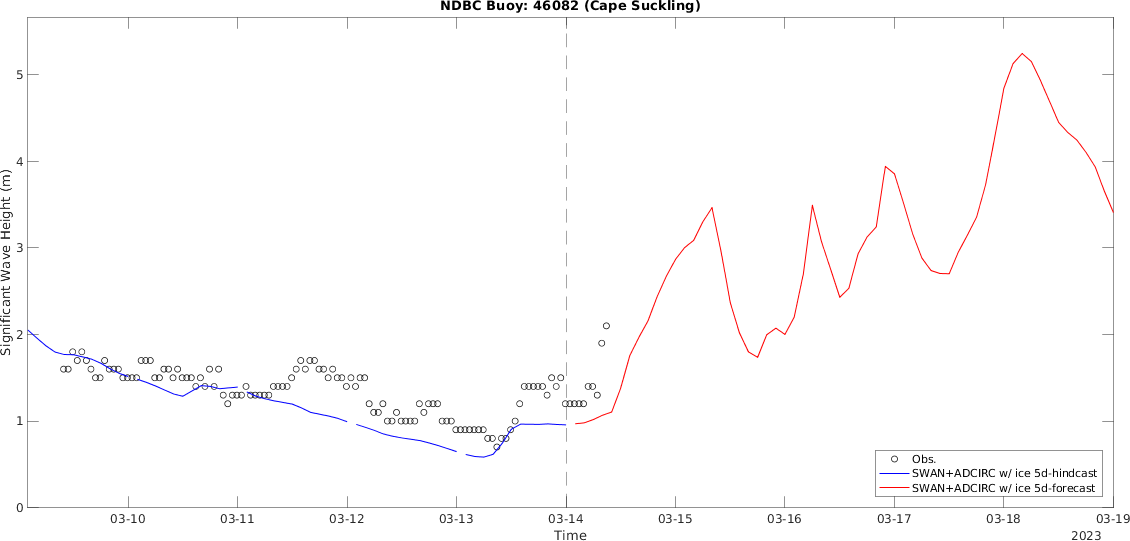 NDBC Buoy: 46082 (Cape Suckling)
Significant Wave Height (m)
5
4
3
2
1
0
Obs.
SWAN+ADCIRC w/ ice 5d-hindcast
SWAN+ADCIRC w/ ice 5d-forecast
03-10 03-11 03-12 03-13 03-14 03-15 03-16 03-17 03-18 03-19
Time
2023